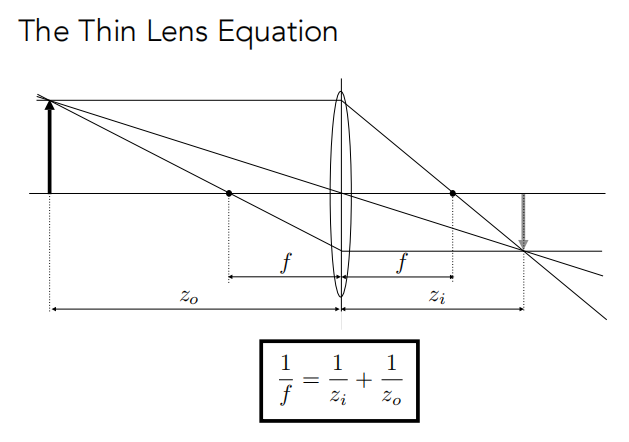 The Thin Lens Equation
f f
z_o z_i
1/f = 1/z_i + 1/z_o